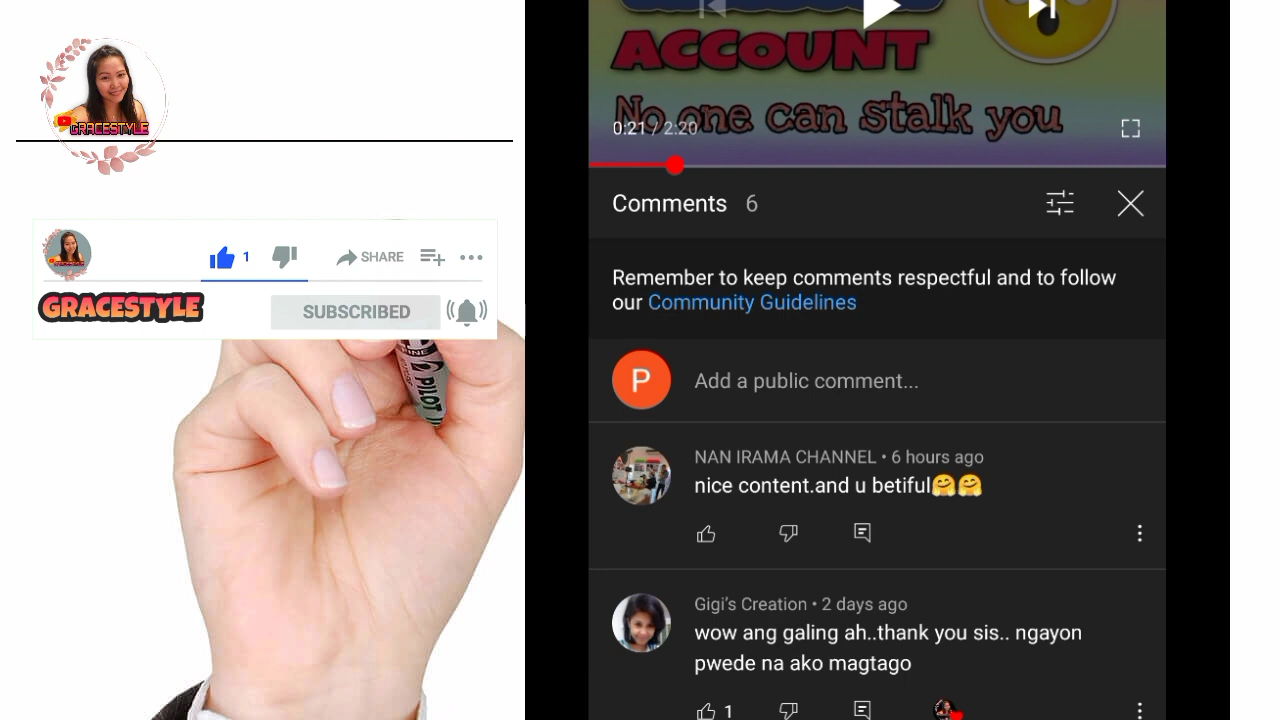 GRACESTYLE
1
SHARE
GRACESTYLE
SUBSCRIBED
PILOT
ACCOUNT
No one can stalk you
0:21 / 2:20
Comments 6
Remember to keep comments respectful and to follow
our Community Guidelines
P
Add a public comment...
NAN IRAMA CHANNEL • 6 hours ago
nice content.and u betiful🤗🤗
Gigi's Creation • 2 days ago
wow ang galing ah..thank you sis.. ngayon
pwede na ako magtago
1